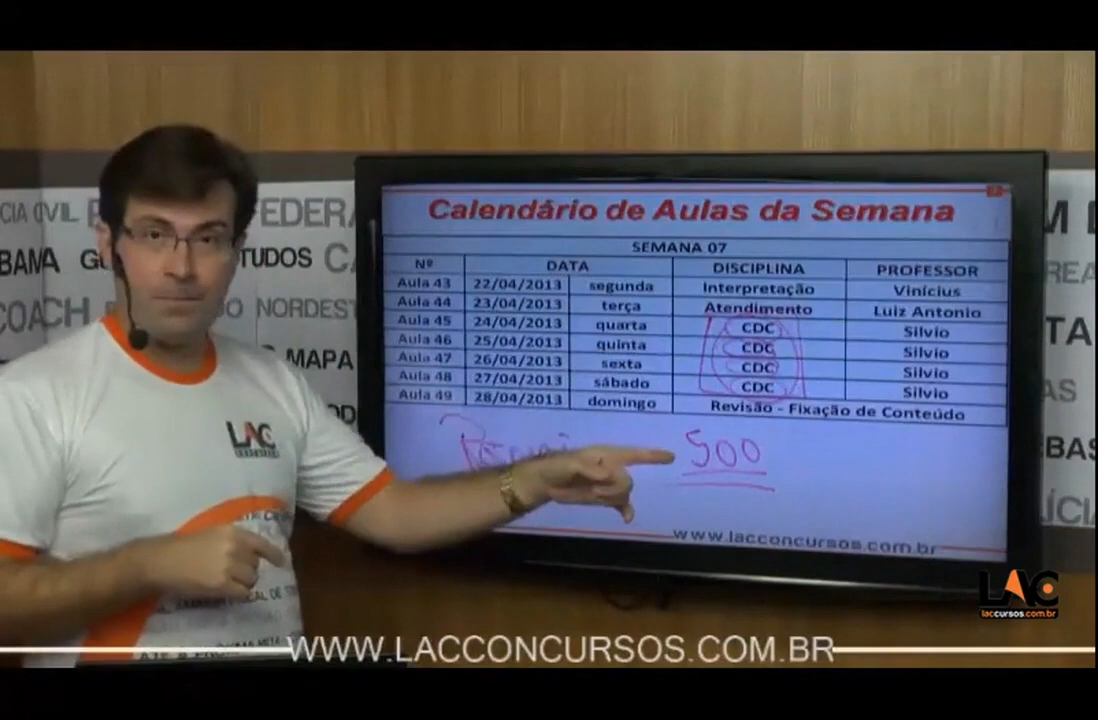 Calendário de Aulas da Semana
SEMANA 07
Nº DATA DISCIPLINA PROFESSOR
Aula 43 22/04/2013 segunda Interpretação Vinícius
Aula 44 23/04/2013 terça Atendimento Luiz Antonio
Aula 45 24/04/2013 quarta CDC Silvio
Aula 46 25/04/2013 quinta CDC Silvio
Aula 47 26/04/2013 sexta CDC Silvio
Aula 48 27/04/2013 sábado CDC Silvio
Aula 49 28/04/2013 domingo Revisão - Fixação de Conteúdo
500
www.lacconcursos.com.br
CIA CIVIL
FEDERA
TUDOS
COACH
NORDEST
MAPA
LAC
LAC
laccursos.com.br
WWW.LACCONCURSOS.COM.BR